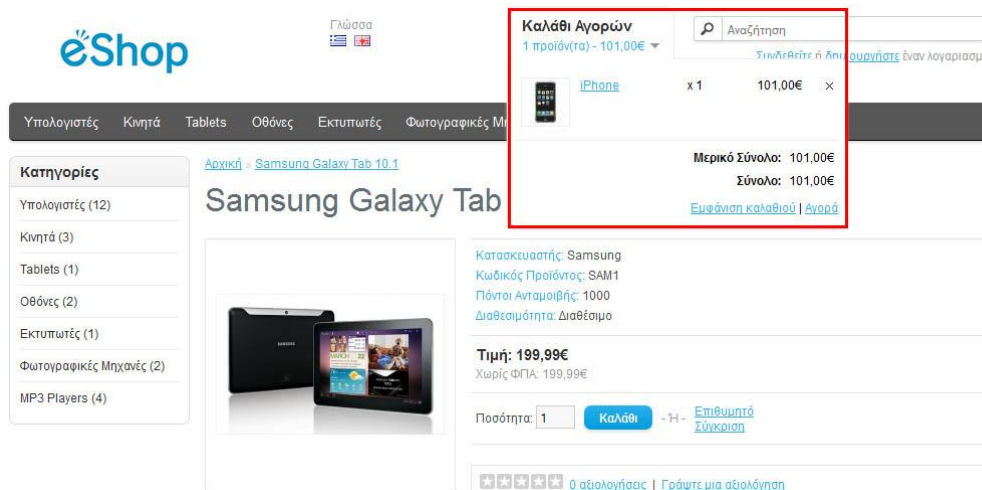 ëShop
Γλώσσα
Καλάθι Αγορών
1 προϊόν(τα) - 101,00€
Αναζήτηση
Συνδεθείτε ή δημιουργήστε έναν λογαριασμ
iPhone x 1 101,00€ ×
Μερικό Σύνολο: 101,00€
Σύνολο: 101,00€
Εμφάνιση καλαθιού | Αγορά
Υπολογιστές Κινητά Tablets Οθόνες Εκτυπωτές Φωτογραφικές Μη
Κατηγορίες
Υπολογιστές (12)
Κινητά (3)
Tablets (1)
Οθόνες (2)
Εκτυπωτές (1)
Φωτογραφικές Μηχανές (2)
MP3 Players (4)
Αρχική » Samsung Galaxy Tab 10.1
Samsung Galaxy Tab
Κατασκευαστής: Samsung
Κωδικός Προϊόντος: SAM1
Πόντοι Ανταμοιβής: 1000
Διαθεσιμότητα: Διαθέσιμο
Τιμή: 199,99€
Χωρίς ΦΠΑ: 199,99€
Ποσότητα: 1 Καλάθι - Ή - Επιθυμητό
Σύγκριση
0 αξιολογήσεις | Γράψτε μια αξιολόγηση
SAMSUNG